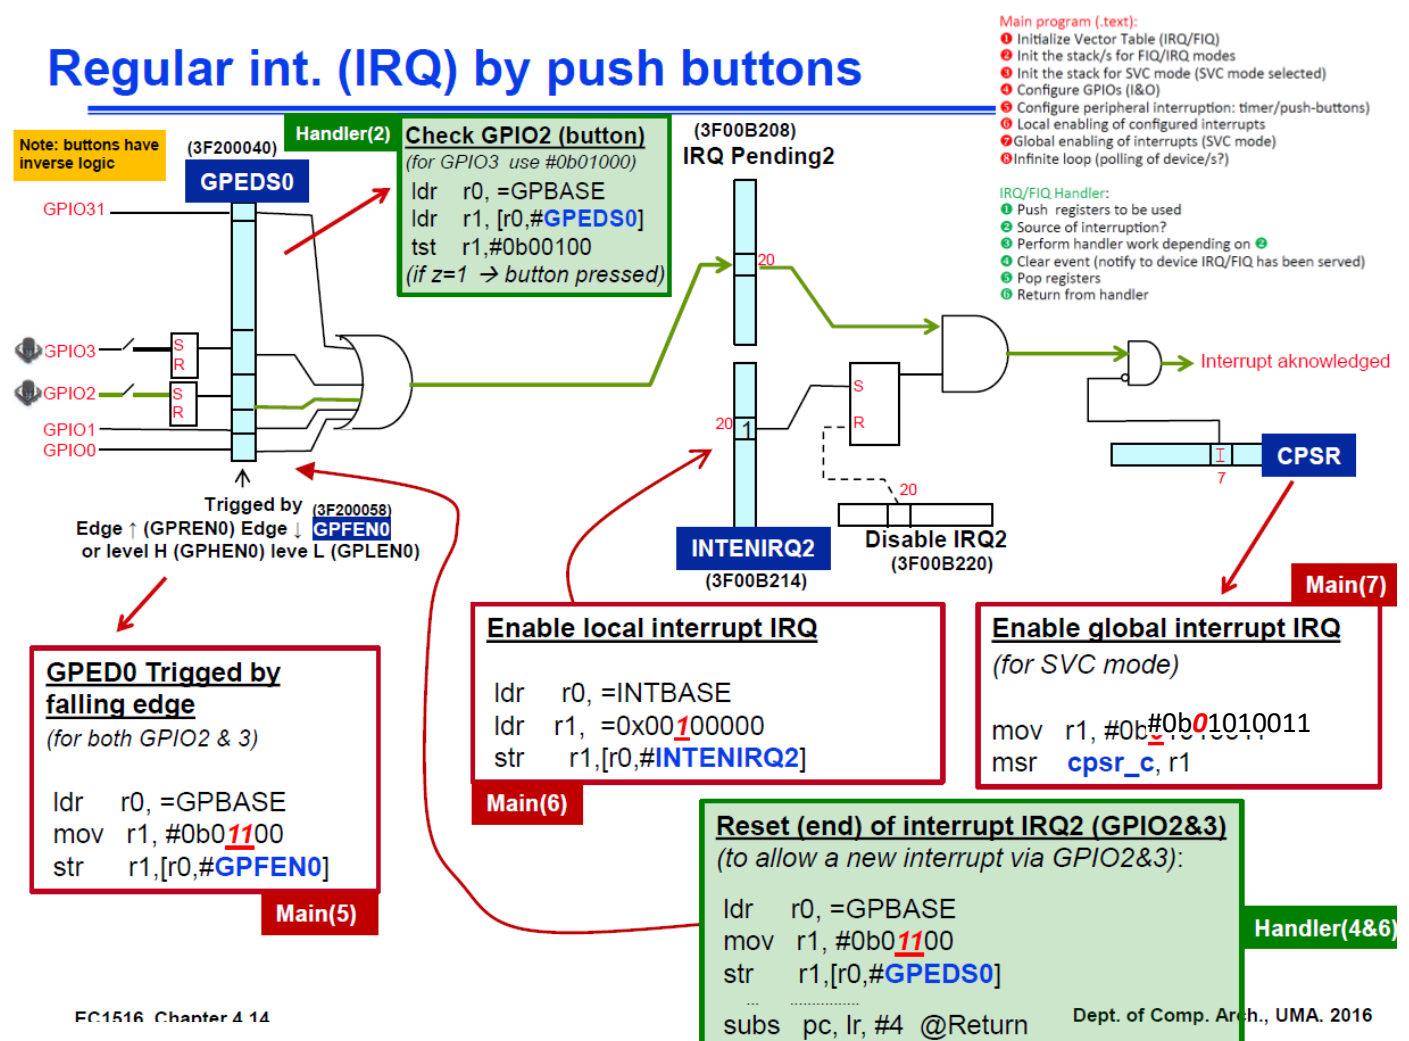 Regular int. (IRQ) by push buttons
Main program (.text):
❶ Initialize Vector Table (IRQ/FIQ)
❷ Init the stack/s for FIQ/IRQ modes
❸ Init the stack for SVC mode (SVC mode selected)
❹ Configure GPIOs (I&O)
❺ Configure peripheral interruption: timer/push-buttons)
❻ Local enabling of configured interrupts
❼Global enabling of interrupts (SVC mode)
❽Infinite loop (polling of device/s?)
IRQ/FIQ Handler:
❶ Push registers to be used
❷ Source of interruption?
❸ Perform handler work depending on ❷
❹ Clear event (notify to device IRQ/FIQ has been served)
❺ Pop registers
❻ Return from handler
Note: buttons have
inverse logic
(3F200040)
GPEDS0
Handler(2)
Check GPIO2 (button)
(for GPIO3 use #0b01000)
ldr r0, =GPBASE
ldr r1, [r0,#GPEDS0]
tst r1,#0b00100
(if z=1 → button pressed)
(3F00B208)
IRQ Pending2
20
GPIO31
GPIO3
S
R
GPIO2
S
R
GPIO1
GPIO0
20
1
S
R
20
Interrupt aknowledged
I
7
CPSR
Trigged by (3F200058)
Edge ↑ (GPREN0) Edge ↓ GPFEN0
or level H (GPHEN0) leve L (GPLEN0)
INTENIRQ2
(3F00B214)
Disable IRQ2
(3F00B220)
GPED0 Trigged by
falling edge
(for both GPIO2 & 3)
ldr r0, =GPBASE
mov r1, #0b01100
str r1,[r0,#GPFEN0]
Main(5)
Enable local interrupt IRQ
ldr r0, =INTBASE
ldr r1, =0x00100000
str r1,[r0,#INTENIRQ2]
Main(6)
Main(7)
Enable global interrupt IRQ
(for SVC mode)
mov r1, #0b#0b01010011
msr cpsr_c, r1
Reset (end) of interrupt IRQ2 (GPIO2&3)
(to allow a new interrupt via GPIO2&3):
ldr r0, =GPBASE
mov r1, #0b01100
str r1,[r0,#GPEDS0]
... ................
subs pc, lr, #4 @Return
Handler(4&6)
EC1516 Chapter 4 14
Dept. of Comp. Arch., UMA. 2016